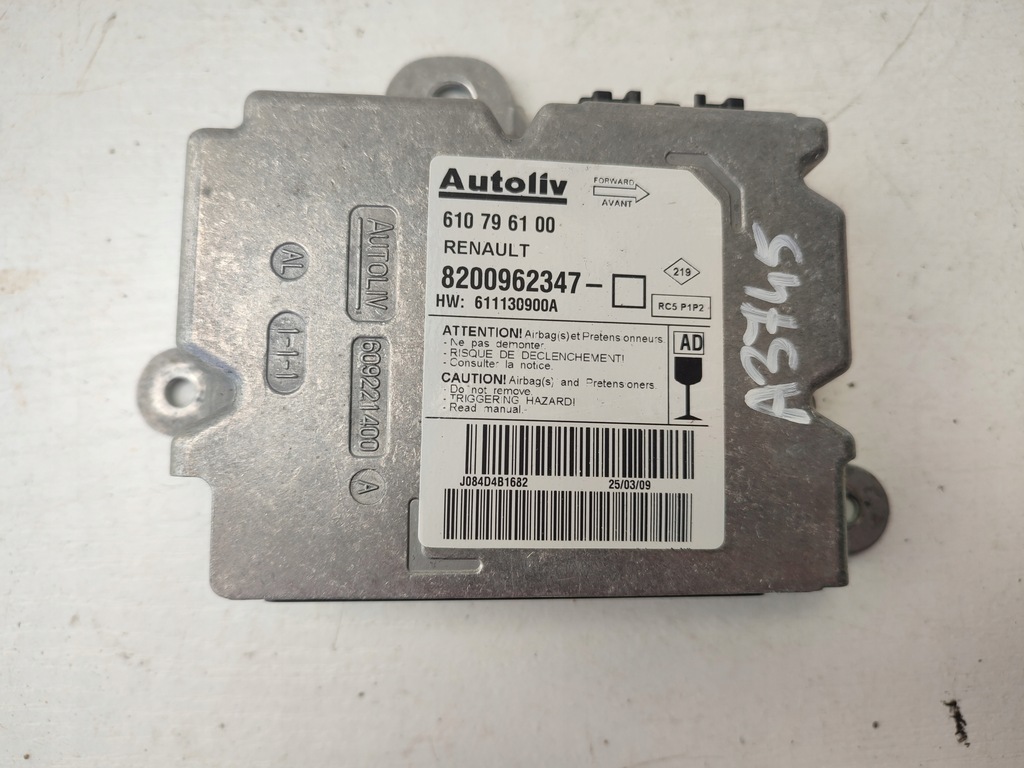 Autoliv
FORWARD
AVANT
610 79 61 00
RENAULT
8200962347-
219
HW: 611130900A
RC5 P1P2
ATTENTION! Airbag(s)et Pretensionneurs
- Ne pas demonter.
- RISQUE DE DECLENCHEMENT!
- Consulter la notice.
AD
CAUTION! Airbag(s) and Pretensioners.
- Do not remove.
- TRIGGERING HAZARD!
- Read manual.-
J084D4B1682
25/03/09
AUTOLIV
609221400
A
AL
1-1-1
A2745